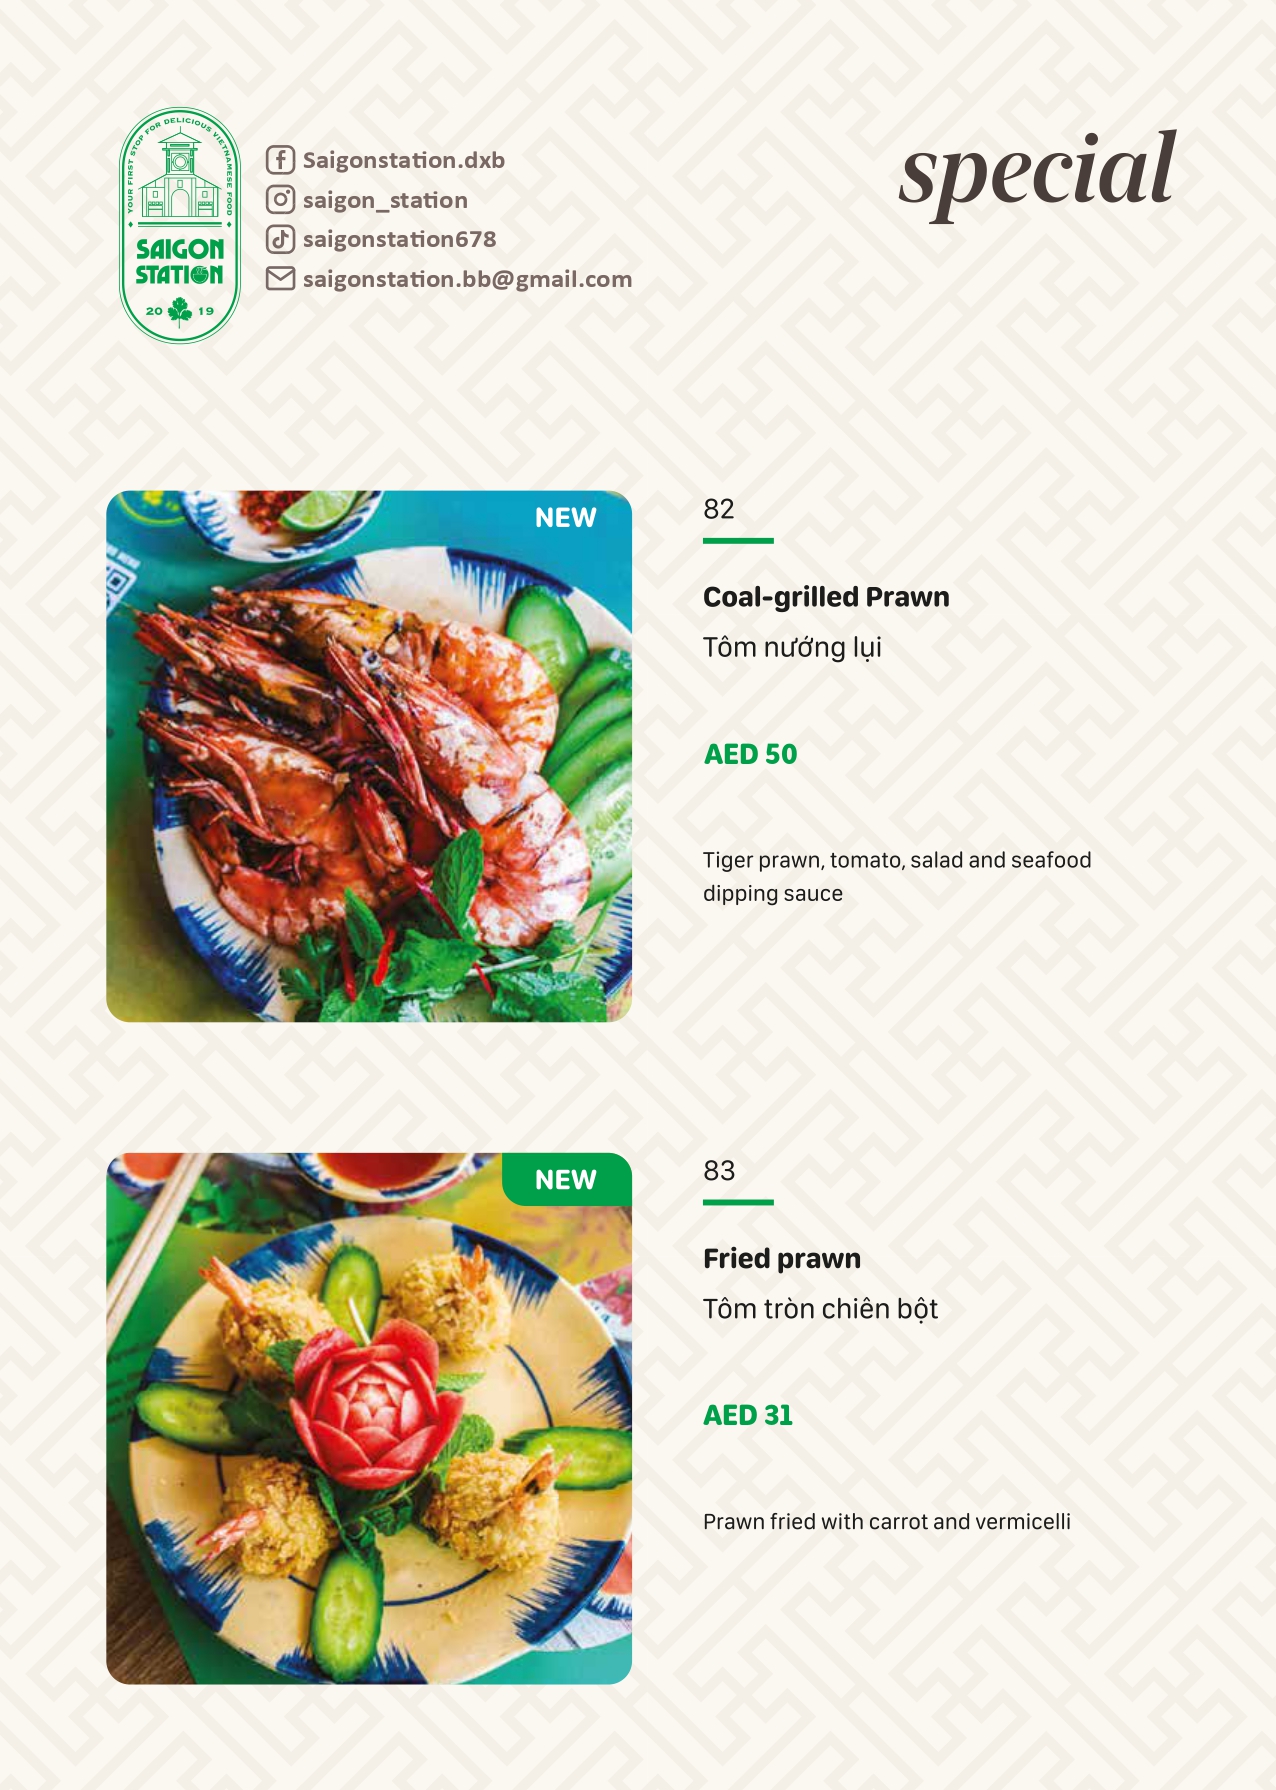 YOUR FIRST STOP FOR DELICIOUS VIETNAMESE FOOD
SAIGON
STATION
20 19
Saigonstation.dxb
saigon_station
saigonstation678
saigonstation.bb@gmail.com
special
NEW
82
Coal-grilled Prawn
Tôm nướng lụi
AED 50
Tiger prawn, tomato, salad and seafood
dipping sauce
NEW
83
Fried prawn
Tôm tròn chiên bột
AED 31
Prawn fried with carrot and vermicelli